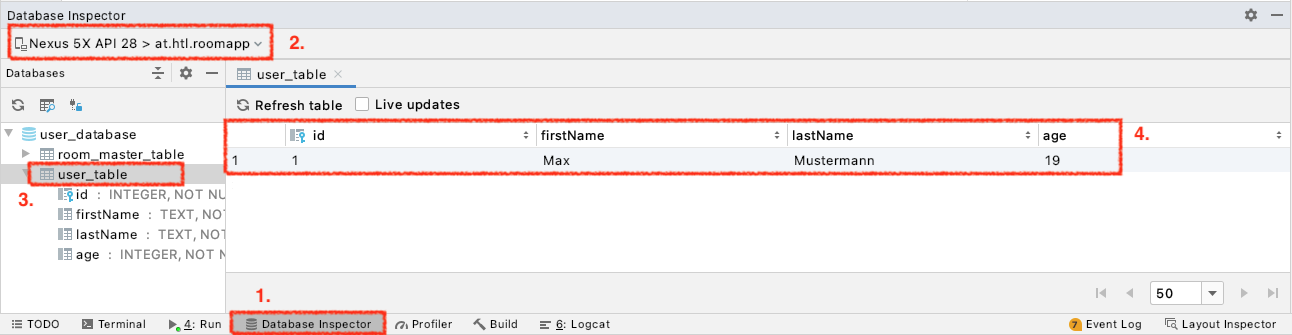 Database Inspector
Nexus 5X API 28 > at.htl.roomapp
2.
Databases
user_table
Refresh table
Live updates
user_database
id
firstName
lastName
age
4.
room_master_table
1
1
Max
Mustermann
19
user_table
3.
id : INTEGER, NOT NU
firstName : TEXT, NOT
lastName : TEXT, NOT
age : INTEGER, NOT N
1.
50
TODO
Terminal
4: Run
Database Inspector
Profiler
Build
6: Logcat
7
Event Log
Layout Inspector